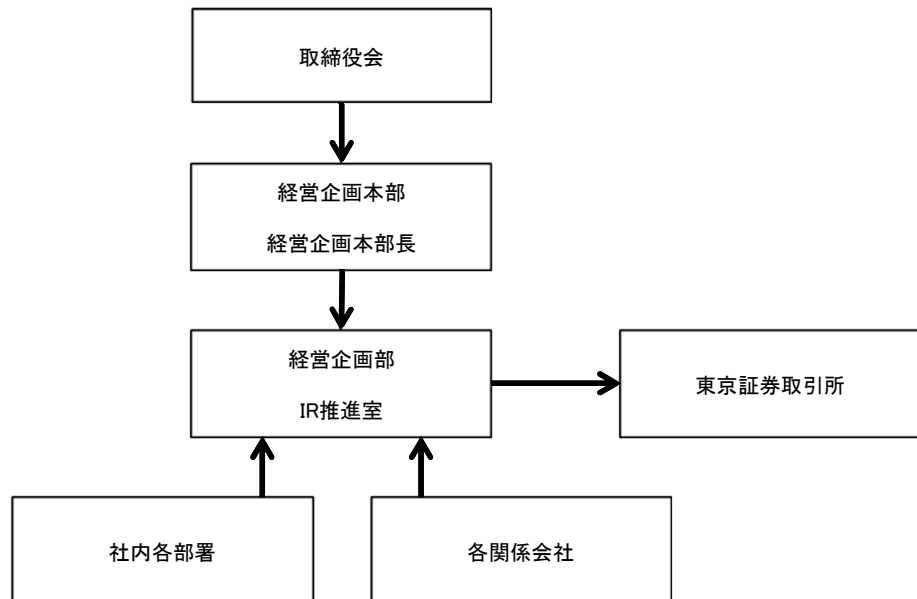 取締役会
経営企画本部
経営企画本部長
経営企画部
IR推進室
東京証券取引所
社内各部署
各関係会社